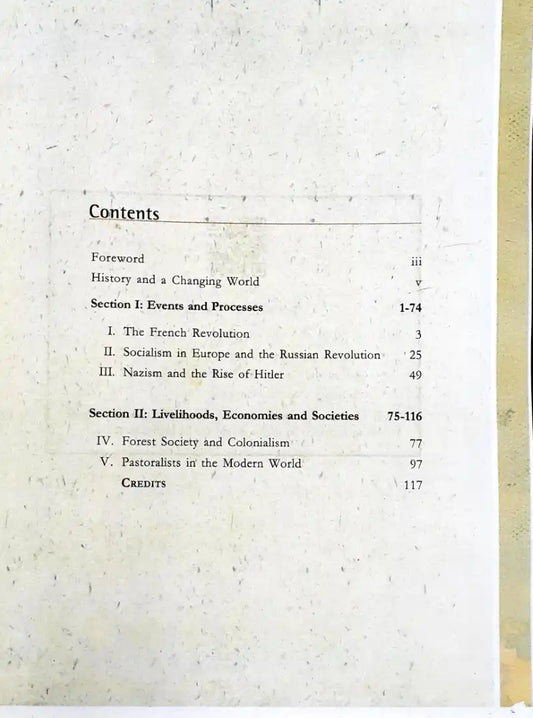 Contents
Foreword iii
History and a Changing World v
Section I: Events and Processes 1-74
I. The French Revolution 3
II. Socialism in Europe and the Russian Revolution 25
III. Nazism and the Rise of Hitler 49
Section II: Livelihoods, Economies and Societies 75-116
IV. Forest Society and Colonialism 77
V. Pastoralists in the Modern World 97
CREDITS 117